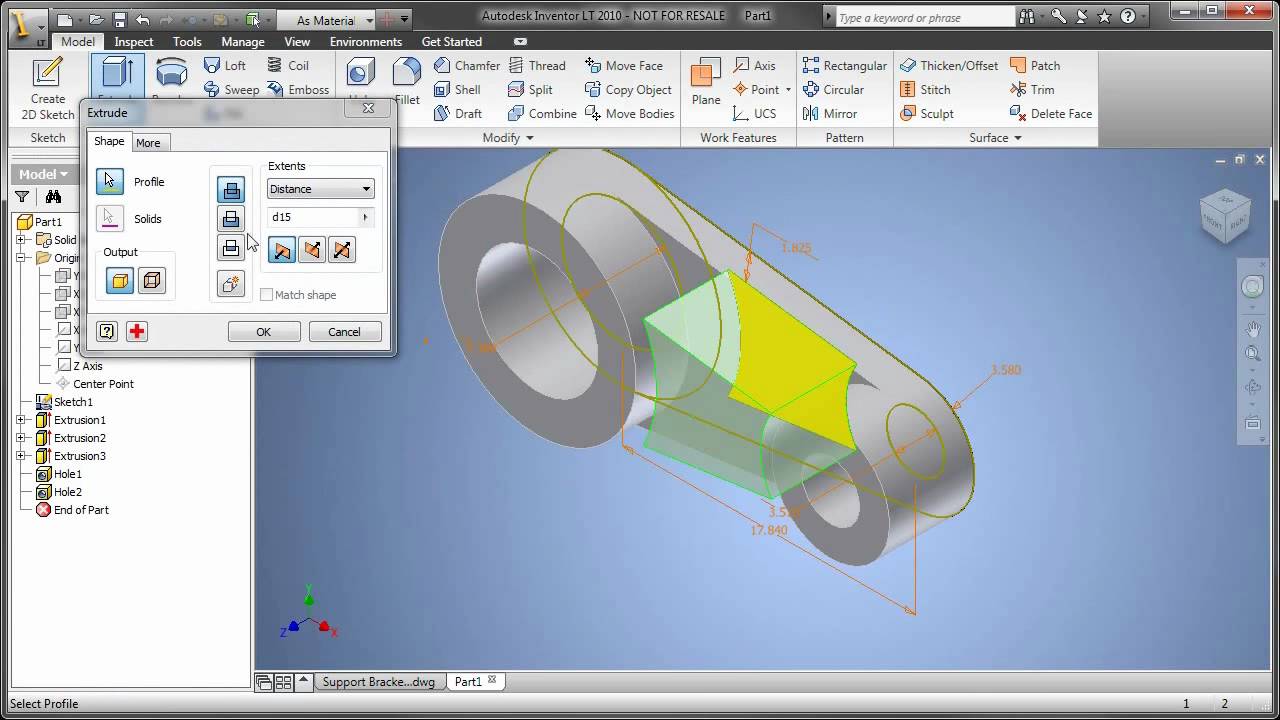 As Material
Autodesk Inventor LT 2010 - NOT FOR RESALE Part1
Type a keyword or phrase
LT
Model Inspect Tools Manage View Environments Get Started
Create
2D Sketch
Loft
Sweep
Coil
Emboss
Fillet
Chamfer
Shell
Draft
Thread
Split
Combine
Move Face
Copy Object
Move Bodies
Plane
Axis
Point
UCS
Rectangular
Circular
Mirror
Thicken/Offset
Stitch
Sculpt
Patch
Trim
Delete Face
Sketch
Modify
Work Features
Pattern
Surface
Extrude
Shape More
Profile
Solids
Output
Extents
Distance
d15
Match shape
OK Cancel
Model
Part1
Solid
Origin
Y
X
X
X
Y
Z Axis
Center Point
Sketch1
Extrusion1
Extrusion2
Extrusion3
Hole1
Hole2
End of Part
1.825
3.580
17.840
FRONT
RIGHT
Y
Z
X
Support Bracke...dwg Part1
Select Profile
1 2